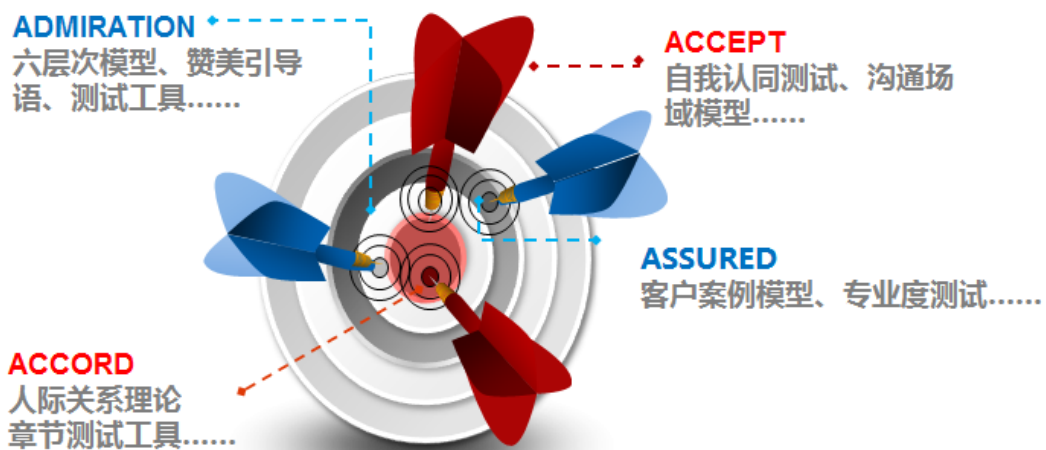 ADMIRATION
六层次模型、赞美引导
语、测试工具......
ACCEPT
自我认同测试、沟通场
域模型......
ASSURED
客户案例模型、专业度测试......
ACCORD
人际关系理论
章节测试工具......